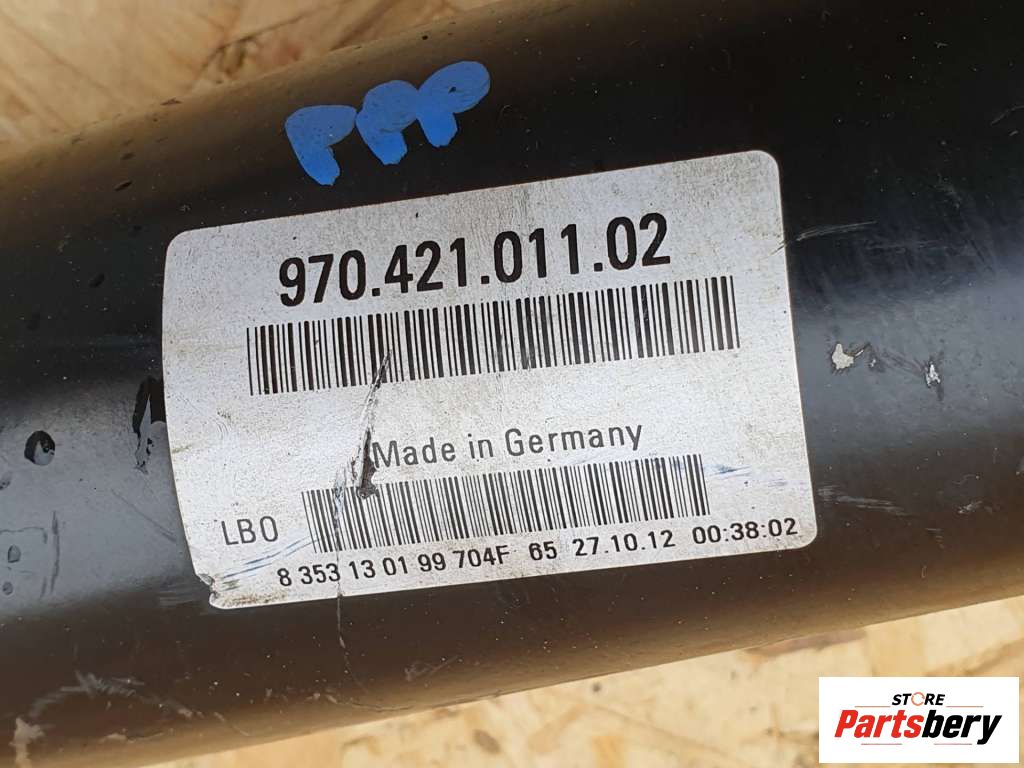 PPP
970.421.011.02
Made in Germany
LB0
8 353 13 01 99 704F 65 27.10.12 00:38:02
STORE
Partsbery